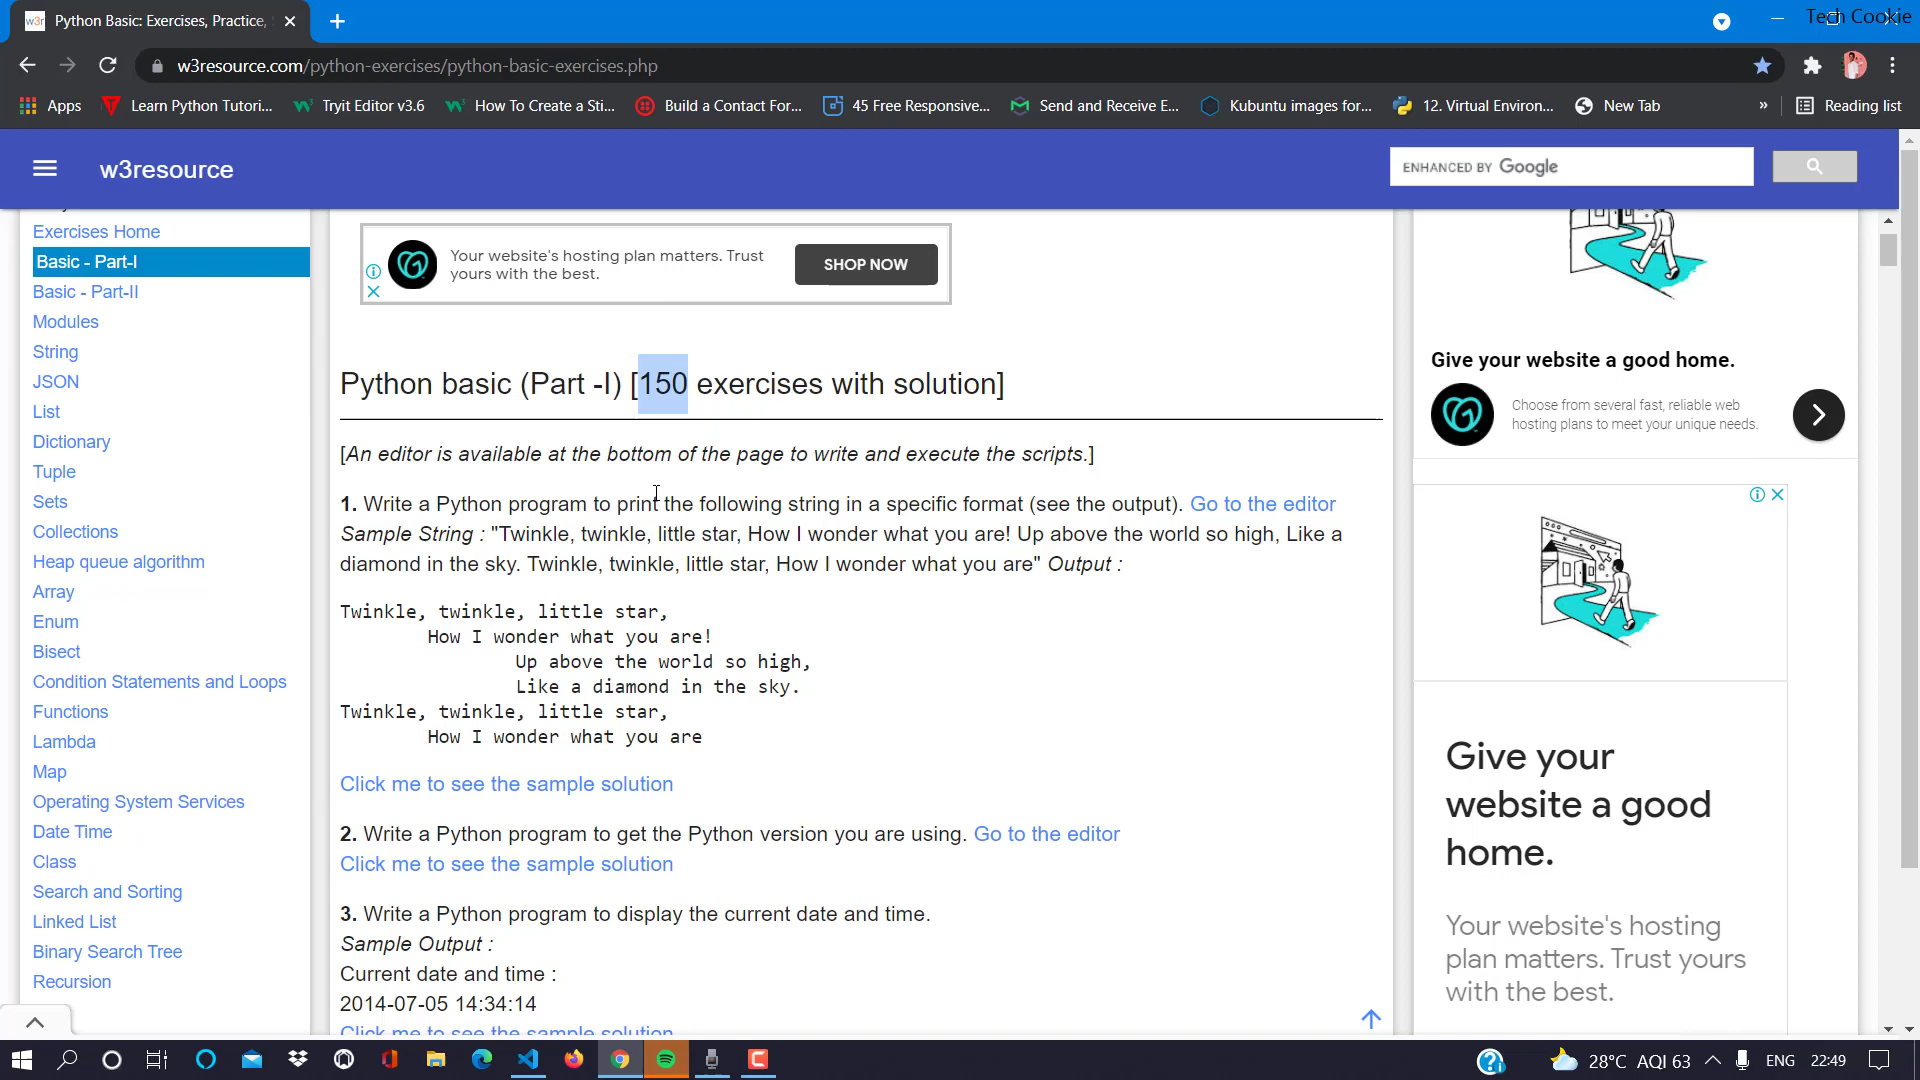 Python Basic: Exercises, Practice,
Tech Cookie
w3resource.com/python-exercises/python-basic-exercises.php
Apps
Learn Python Tutori...
Tryit Editor v3.6
How To Create a Sti...
Build a Contact For...
45 Free Responsive...
Send and Receive E...
Kubuntu images for...
12. Virtual Environ...
New Tab
»
Reading list
w3resource
ENHANCED BY Google
Exercises Home
Basic - Part-I
Basic - Part-II
Modules
String
JSON
List
Dictionary
Tuple
Sets
Collections
Heap queue algorithm
Array
Enum
Bisect
Condition Statements and Loops
Functions
Lambda
Map
Operating System Services
Date Time
Class
Search and Sorting
Linked List
Binary Search Tree
Recursion
Your website's hosting plan matters. Trust
yours with the best.
SHOP NOW
Python basic (Part -I) [150 exercises with solution]
[An editor is available at the bottom of the page to write and execute the scripts.]
1. Write a Python program to print the following string in a specific format (see the output). Go to the editor
Sample String : "Twinkle, twinkle, little star, How I wonder what you are! Up above the world so high, Like a
diamond in the sky. Twinkle, twinkle, little star, How I wonder what you are" Output :
Twinkle, twinkle, little star,
How I wonder what you are!
Up above the world so high,
Like a diamond in the sky.
Twinkle, twinkle, little star,
How I wonder what you are
Click me to see the sample solution
2. Write a Python program to get the Python version you are using. Go to the editor
Click me to see the sample solution
3. Write a Python program to display the current date and time.
Sample Output :
Current date and time :
2014-07-05 14:34:14
Click me to see the sample solution
Give your website a good home.
Choose from several fast, reliable web
hosting plans to meet your unique needs.
Give your
website a good
home.
Your website's hosting
plan matters. Trust yours
with the best.
28°C AQI 63
ENG
22:49